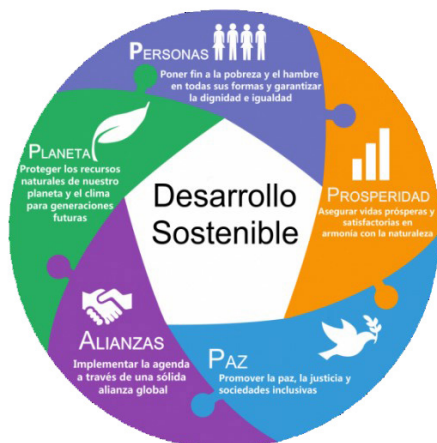 PERSONAS
Poner fin a la pobreza y el hambre
en todas sus formas y garantizar
la dignidad e igualdad
PLANETA
Proteger los recursos
naturales de nuestro
planeta y el clima
para generaciones
futuras
Desarrollo
Sostenible
PROSPERIDAD
Asegurar vidas prósperas y
satisfactorias en
armonía con la naturaleza
ALIANZAS
Implementar la agenda
a través de una sólida
alianza global
PAZ
Promover la paz, la justicia y
sociedades inclusivas